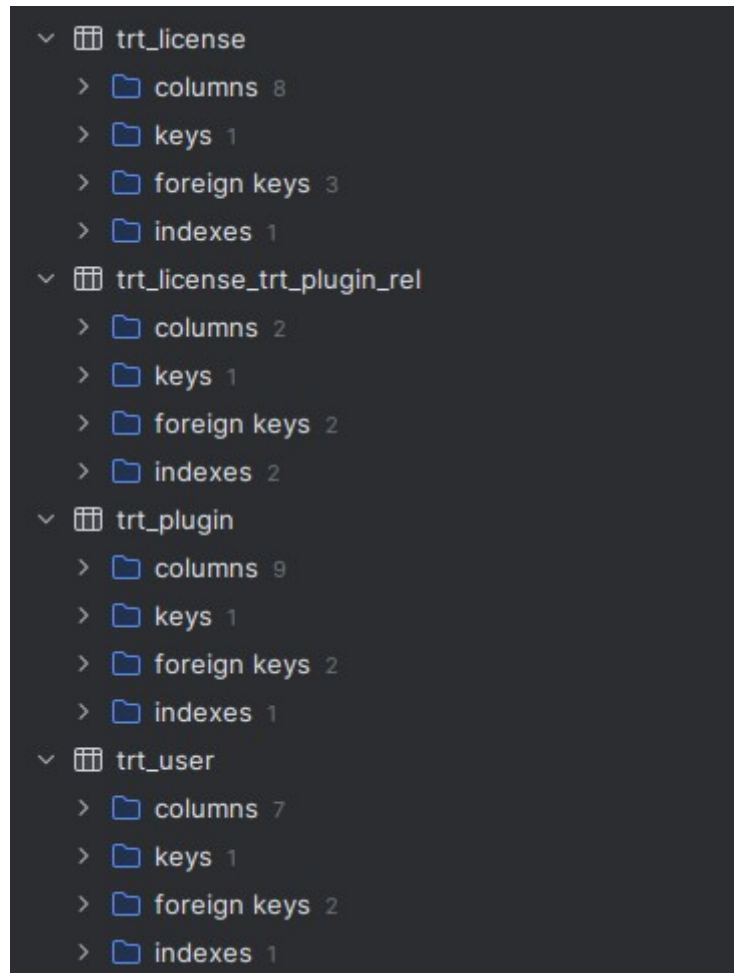 trt_license
columns 8
keys 1
foreign keys 3
indexes 1
trt_license_trt_plugin_rel
columns 2
keys 1
foreign keys 2
indexes 2
trt_plugin
columns 9
keys 1
foreign keys 2
indexes 1
trt_user
columns 7
keys 1
foreign keys 2
indexes 1